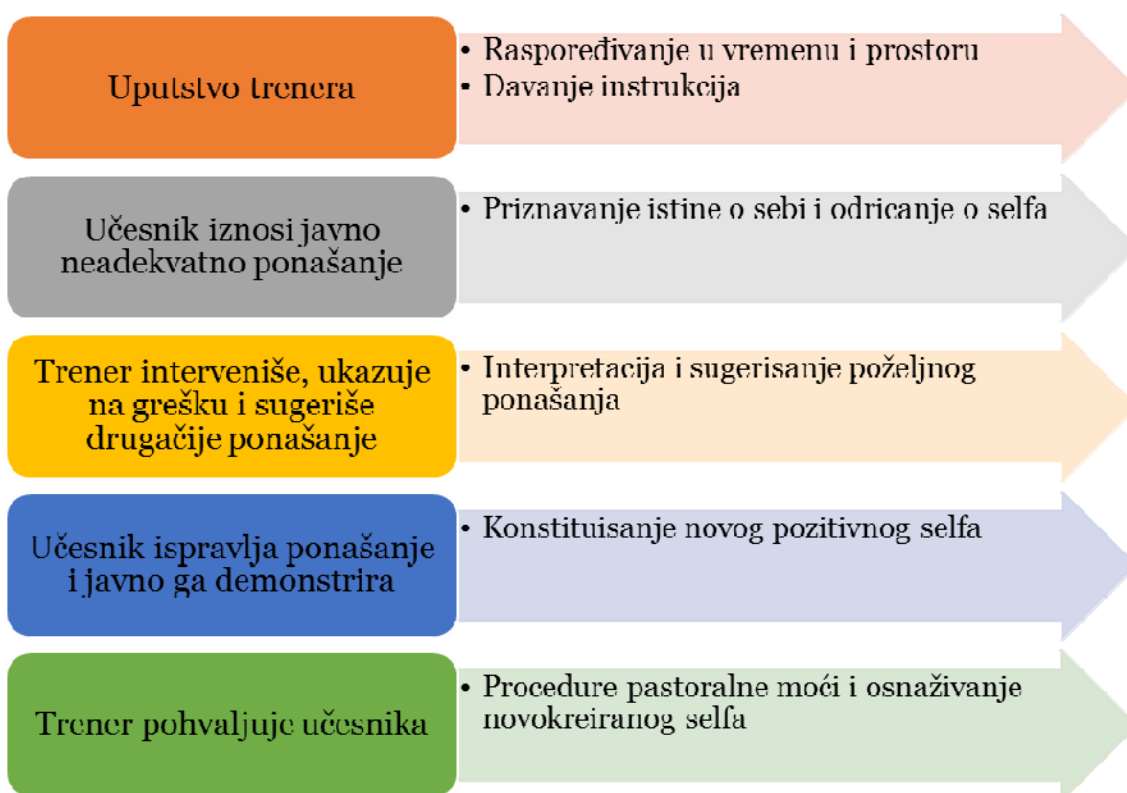 Uputstvo trenera
• Raspoređivanje u vremenu i prostoru
• Davanje instrukcija
Učesnik iznosi javno
neadekvatno ponašanje
• Priznavanje istine o sebi i odricanje o selfa
Trener interveniše, ukazuje
na grešku i sugeriše
drugačije ponašanje
• Interpretacija i sugerisanje poželjnog
ponašanja
Učesnik ispravlja ponašanje
i javno ga demonstrira
• Konstituisanje novog pozitivnog selfa
Trener pohvaljuje učesnika
• Procedure pastoralne moći i osnaživanje
novokreiranog selfa